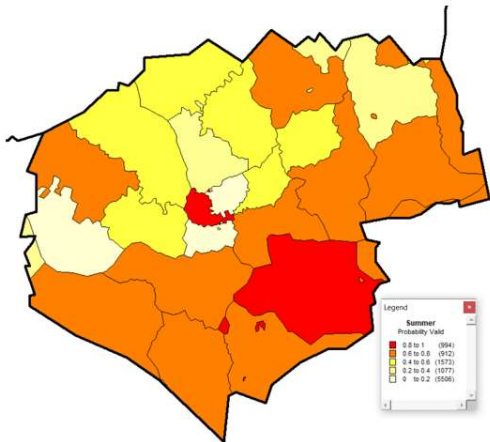 Legend
Summer
Probability Valid
0.8 to 1 (994)
0.6 to 0.8 (912)
0.4 to 0.6 (1573)
0.2 to 0.4 (1077)
0 to 0.2 (5506)